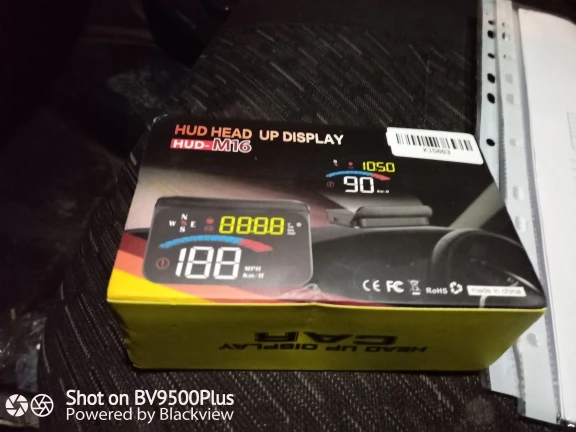 HUD HEAD UP DISPLAY
HUD-M16
1050
90 Km/H
N
W E
S
8888
188 MPH
Km/H
CE FC RoHS made in china
HEAD UP DISPLAY
CAR
Shot on BV9500Plus
Powered by Blackview